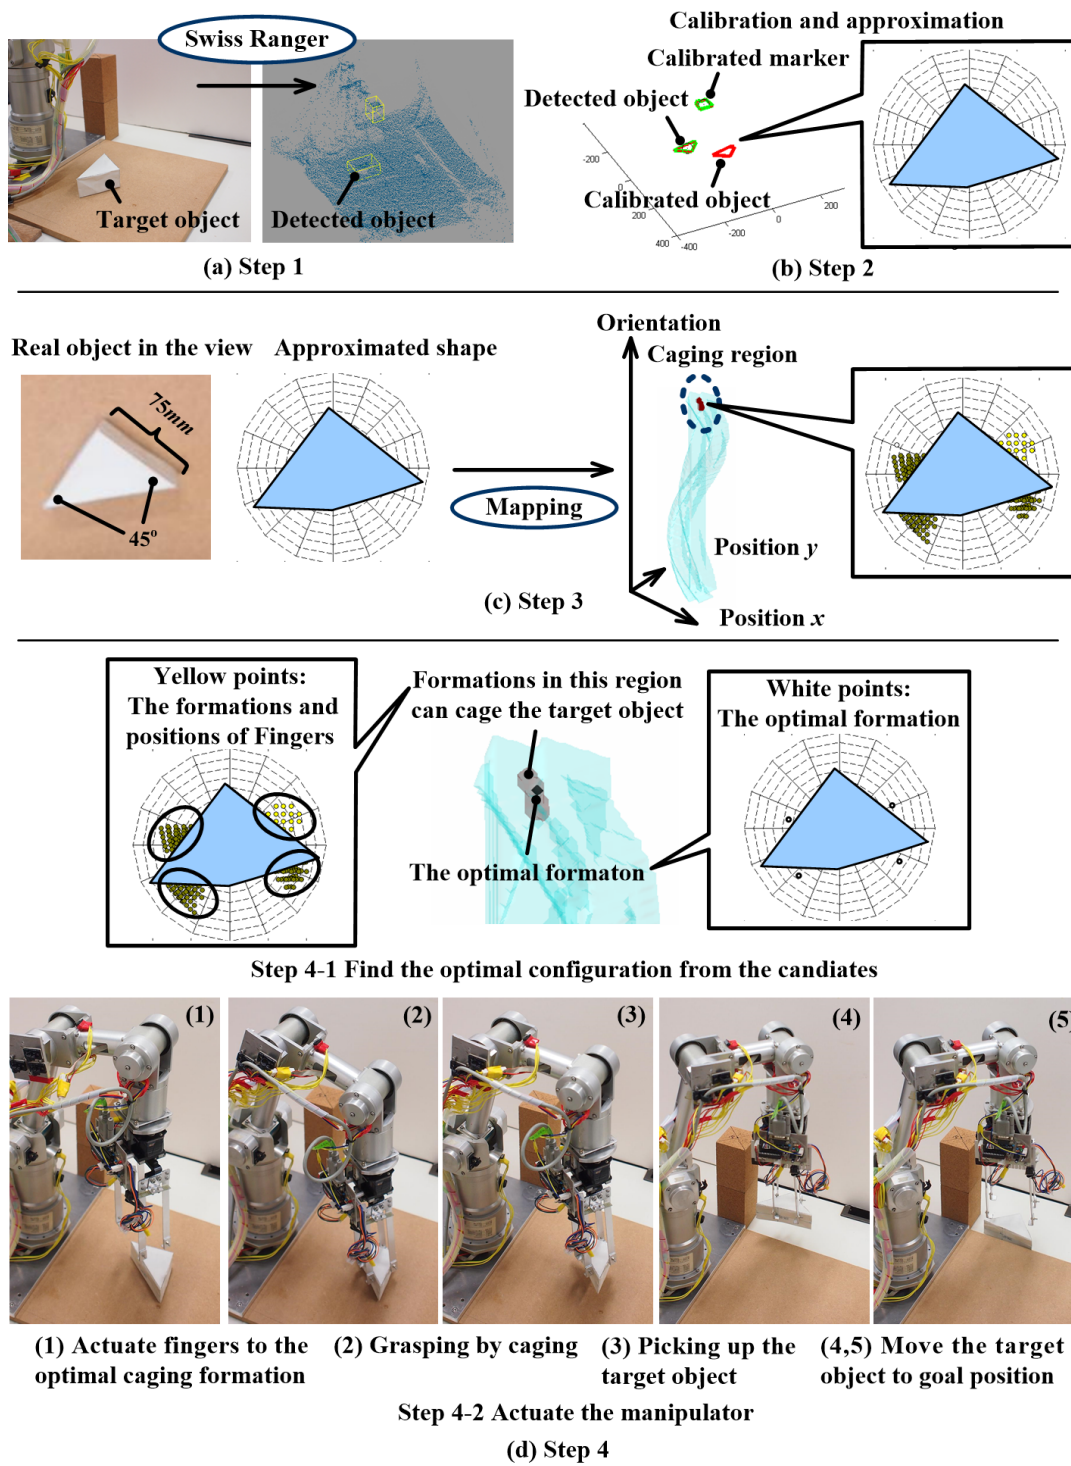 Swiss Ranger
Target object
Detected object
(a) Step 1
Calibration and approximation
Calibrated marker
Detected object
Calibrated object
-200
0
200
400
-400
-200
0
200
(b) Step 2
Real object in the view
Approximated shape
75mm
45°
Mapping
Orientation
Caging region
Position y
Position x
(c) Step 3
Yellow points:
The formations and
positions of Fingers
Formations in this region
can cage the target object
The optimal formaton
White points:
The optimal formation
Step 4-1 Find the optimal configuration from the candiates
(1)
(2)
(3)
(4)
(5)
(1) Actuate fingers to the
optimal caging formation
(2) Grasping by caging
(3) Picking up the
target object
(4,5) Move the target
object to goal position
Step 4-2 Actuate the manipulator
(d) Step 4